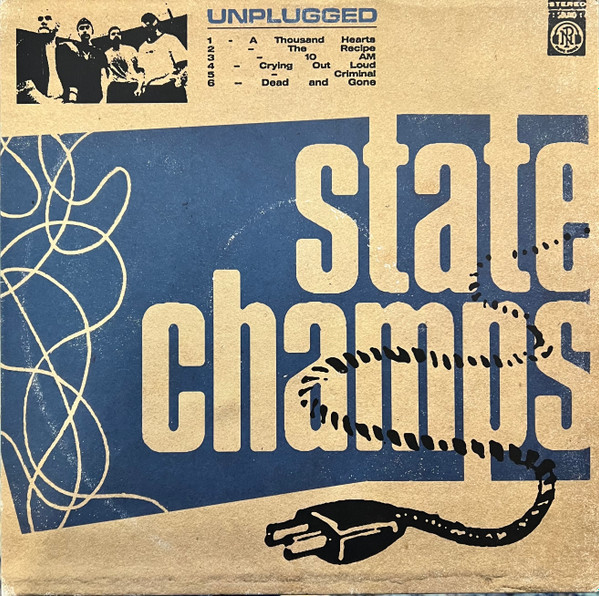 UNPLUGGED
1 - A Thousand Hearts
2 - The Recipe
3 - 10 AM
4 - Crying Out Loud
5 - Criminal
6 - Dead and Gone
STEREO
SOUND
state
champs